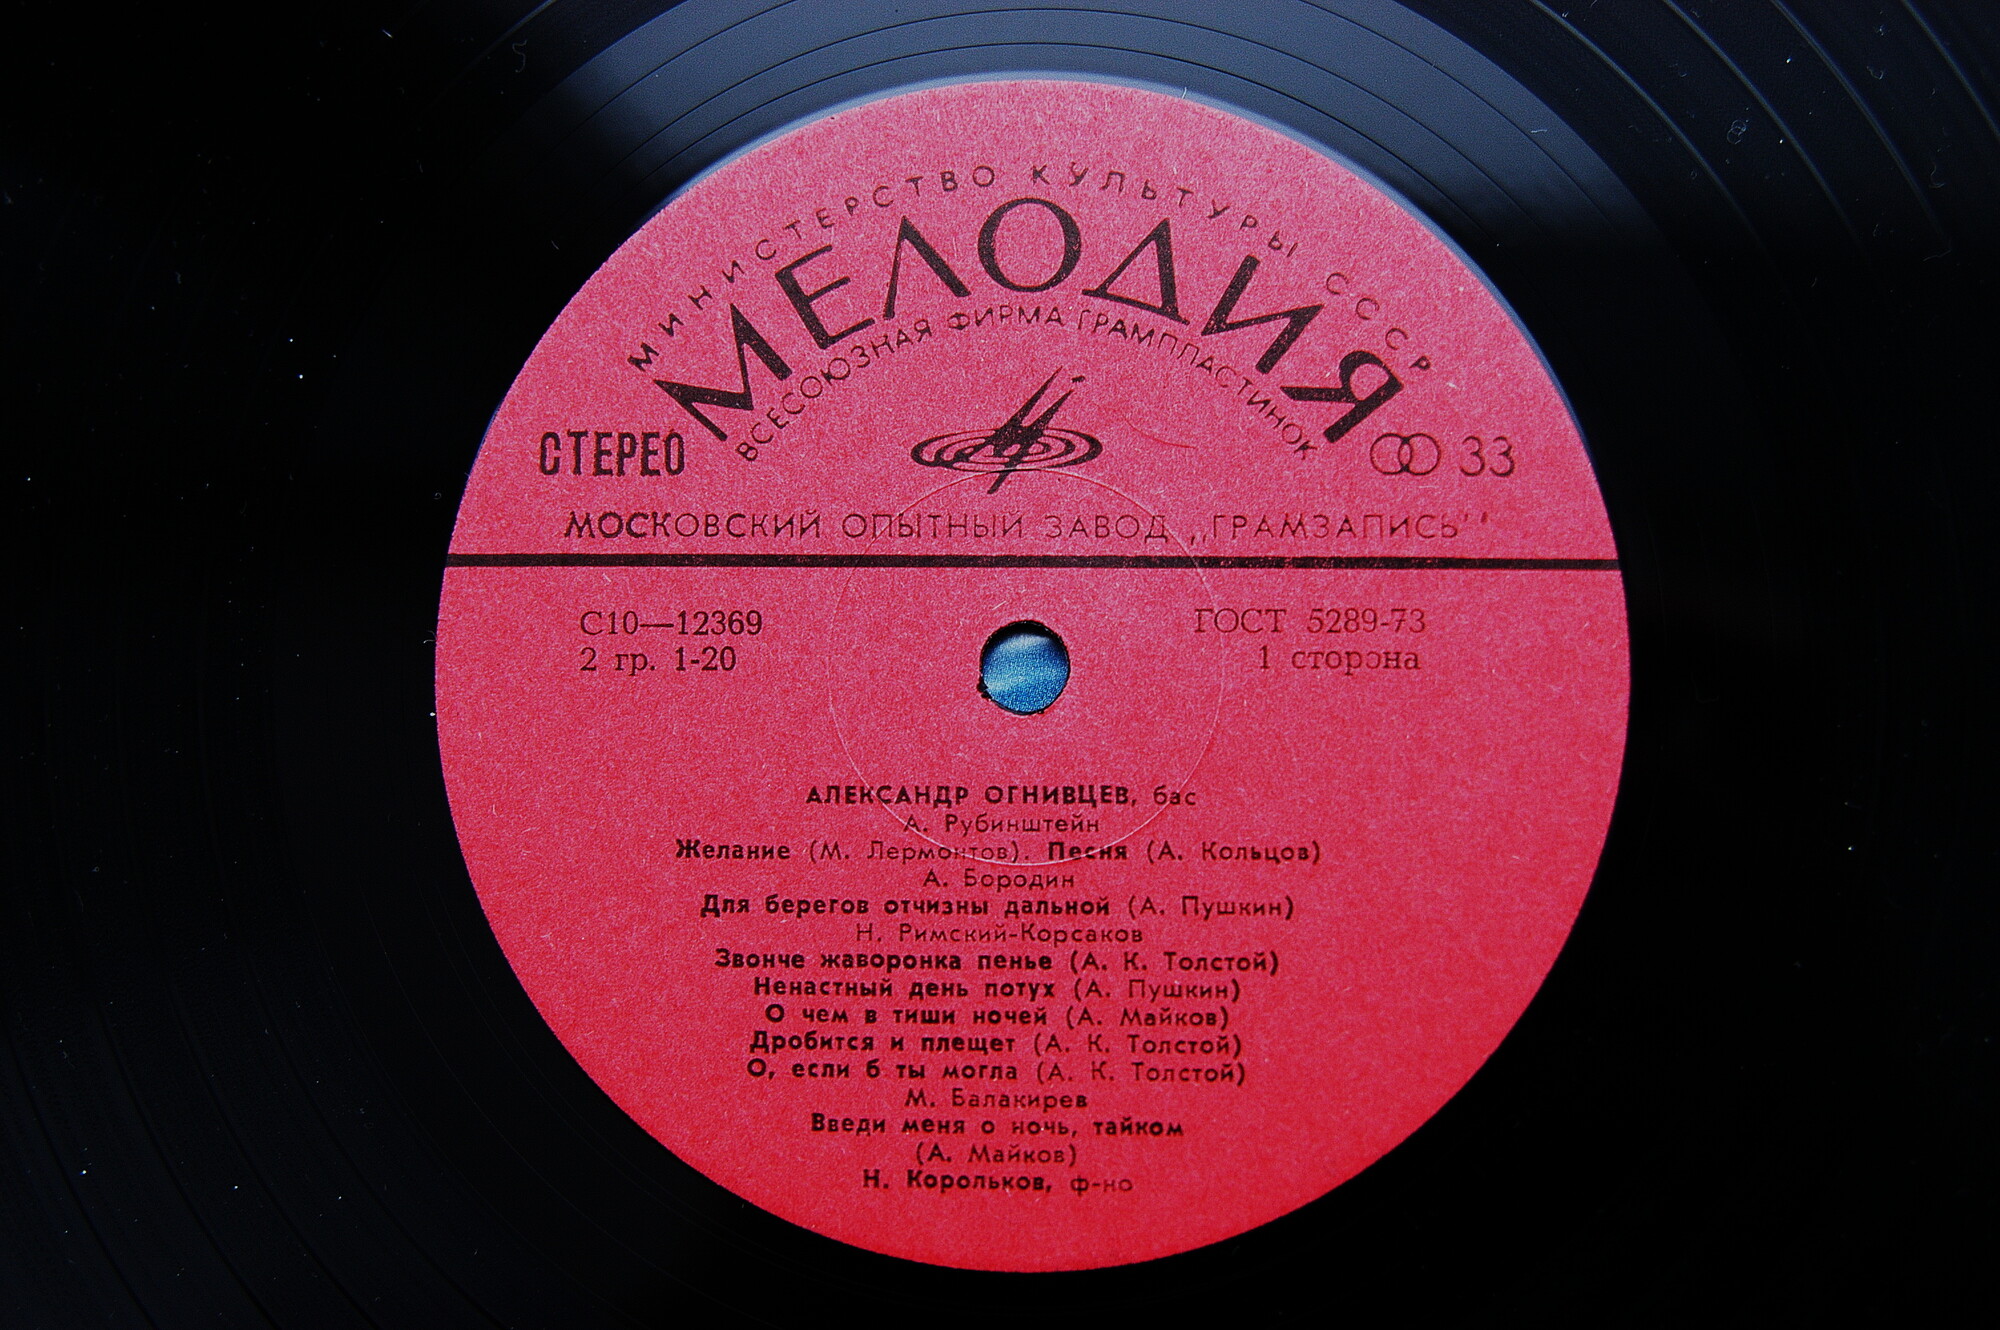 МИНИСТЕРСТВО КУЛЬТУРЫ СССР
МЕЛОДИЯ
ВСЕСОЮЗНАЯ ФИРМА ГРАМПЛАСТИНОК
СТЕРЕО
33
МОСКОВСКИЙ ОПЫТНЫЙ ЗАВОД „ГРАМЗАПИСЬ''
С10—12369
ГОСТ 5289-73
2 гр. 1-20
1 сторона
АЛЕКСАНДР ОГНИВЦЕВ, бас
А. Рубинштейн
Желание (М. Лермонтов). Песня (А. Кольцов)
А. Бородин
Для берегов отчизны дальной (А. Пушкин)
Н. Римский-Корсаков
Звонче жаворонка пенье (А. К. Толстой)
Ненастный день потух (А. Пушкин)
О чем в тиши ночей (А. Майков)
Дробится и плещет (А. К. Толстой)
О, если б ты могла (А. К. Толстой)
М. Балакирев
Введи меня о ночь, тайком
(А. Майков)
Н. Корольков, ф-но